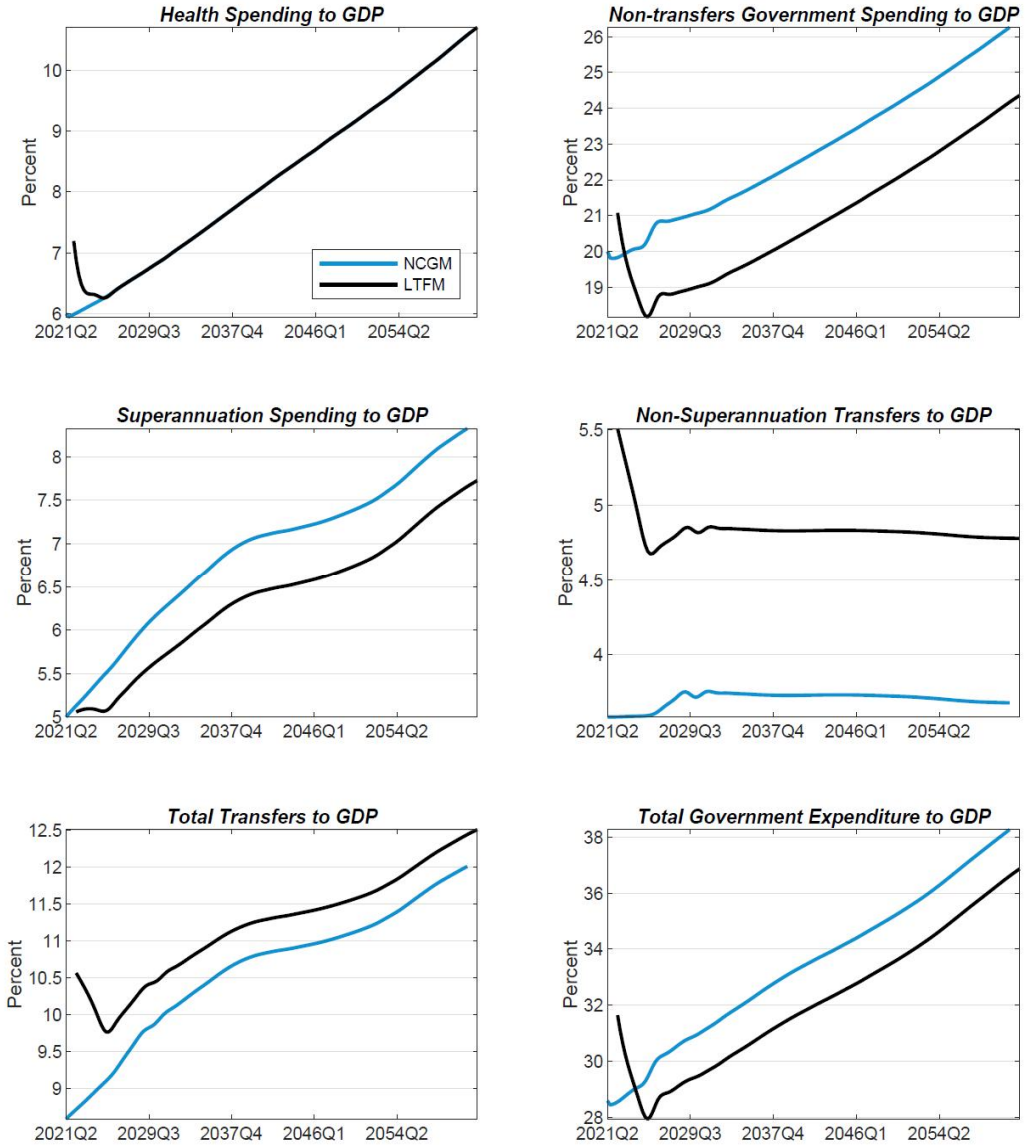 Health Spending to GDP
Percent
10
9
8
7
6
2021Q2 2029Q3 2037Q4 2046Q1 2054Q2
NCGM
LTFM
Non-transfers Government Spending to GDP
Percent
26
25
24
23
22
21
20
19
2021Q2 2029Q3 2037Q4 2046Q1 2054Q2
Superannuation Spending to GDP
Percent
8
7.5
7
6.5
6
5.5
5
2021Q2 2029Q3 2037Q4 2046Q1 2054Q2
Non-Superannuation Transfers to GDP
Percent
5.5
5
4.5
4
2021Q2 2029Q3 2037Q4 2046Q1 2054Q2
Total Transfers to GDP
Percent
12.5
12
11.5
11
10.5
10
9.5
9
2021Q2 2029Q3 2037Q4 2046Q1 2054Q2
Total Government Expenditure to GDP
Percent
38
36
34
32
30
28
2021Q2 2029Q3 2037Q4 2046Q1 2054Q2